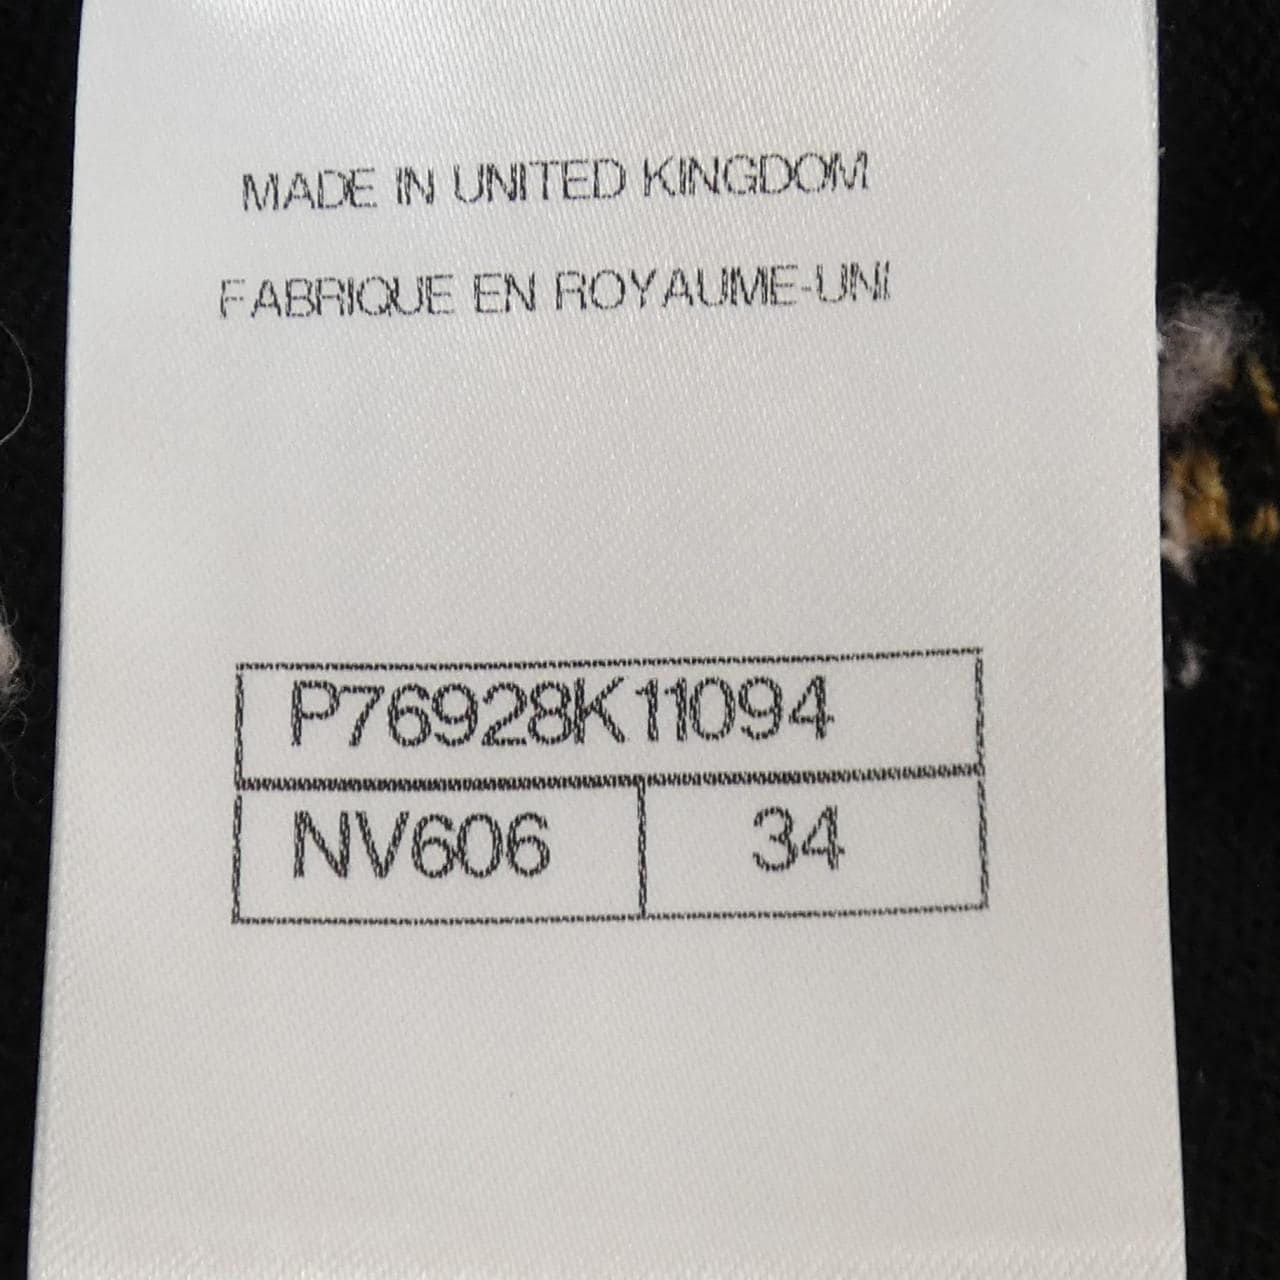 MADE IN UNITED KINGDOM
FABRIQUE EN ROYAUME-UNI
P76928K11094
NV606 34